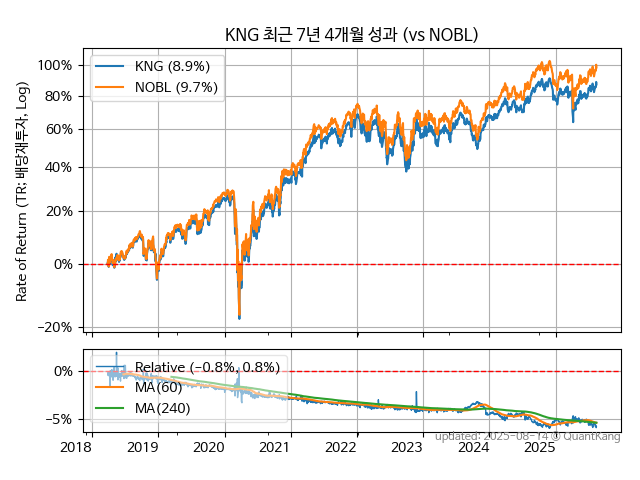 KNG 최근 7년 4개월 성과 (vs NOBL)
Rate of Return (TR: 배당재투자, Log)
100%
80%
60%
40%
20%
0%
−20%
KNG (8.9%)
NOBL (9.7%)
0%
−5%
Relative (−0.8%, 0.8%)
MA(60)
MA(240)
2018 2019 2020 2021 2022 2023 2024 2025
updated: 2025-08-14 @ QuantKang